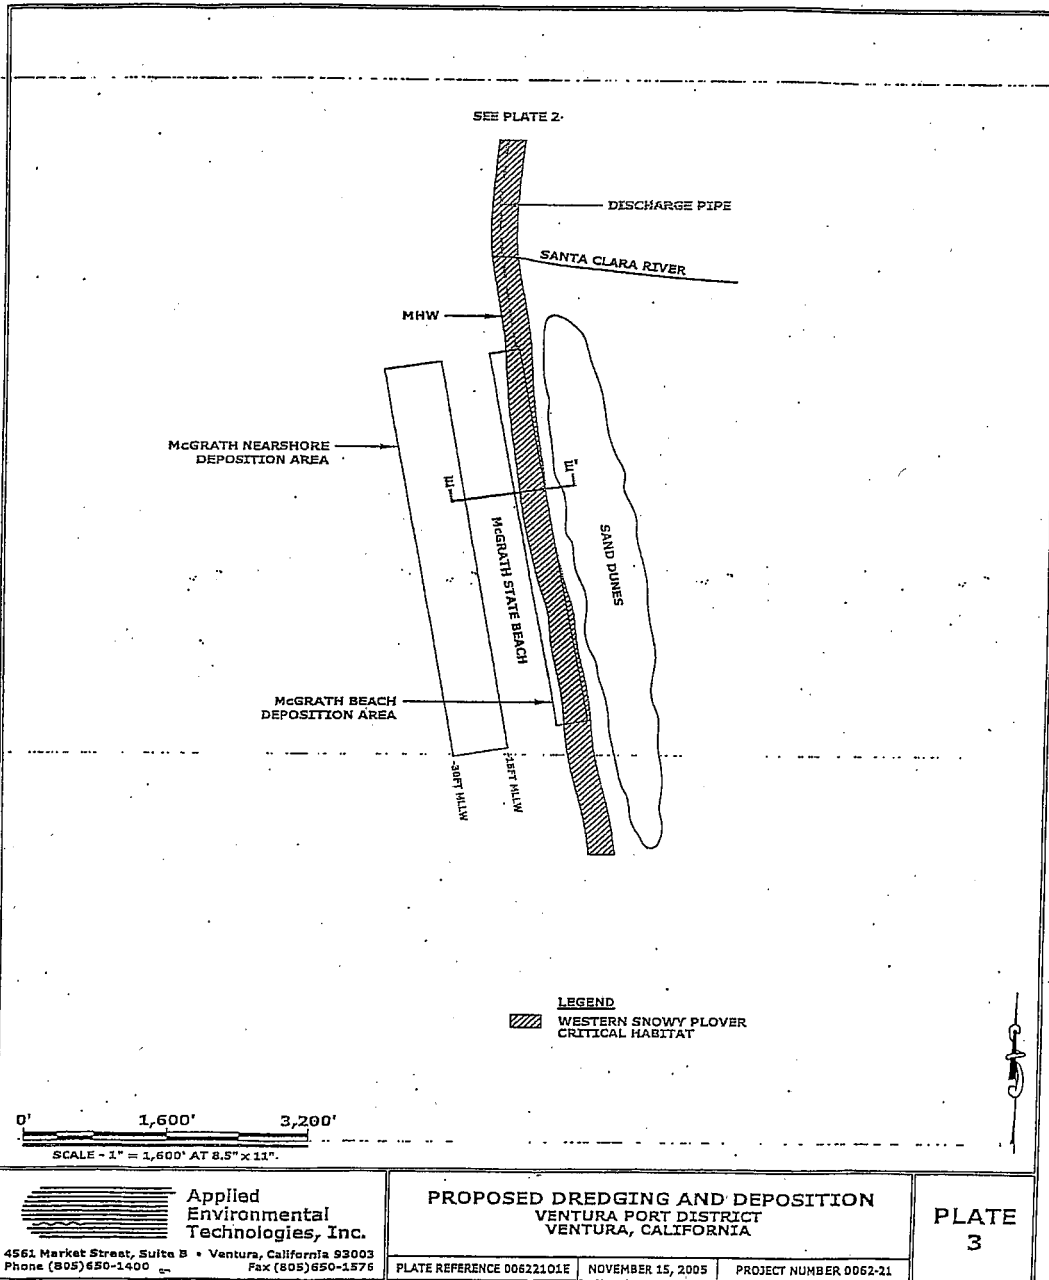 SEE PLATE 2
DISCHARGE PIPE
SANTA CLARA RIVER
MHW
McGRATH NEARSHORE
DEPOSITION AREA
E
E"
McGRATH STATE BEACH
SAND DUNES
McGRATH BEACH
DEPOSITION AREA
-30FT MLLW
-15FT MLLW
LEGEND
WESTERN SNOWY PLOVER
CRITICAL HABITAT
0' 1,600' 3,200'
SCALE - 1" = 1,600' AT 8.5" x 11".
Applied
Environmental
Technologies, Inc.
4561 Market Street, Suite B • Ventura, California 93003
Phone (805)650-1400 Fax (805)650-1576
PROPOSED DREDGING AND DEPOSITION
VENTURA PORT DISTRICT
VENTURA, CALIFORNIA
PLATE REFERENCE 00622101E NOVEMBER 15, 2005 PROJECT NUMBER 0062-21
PLATE
3